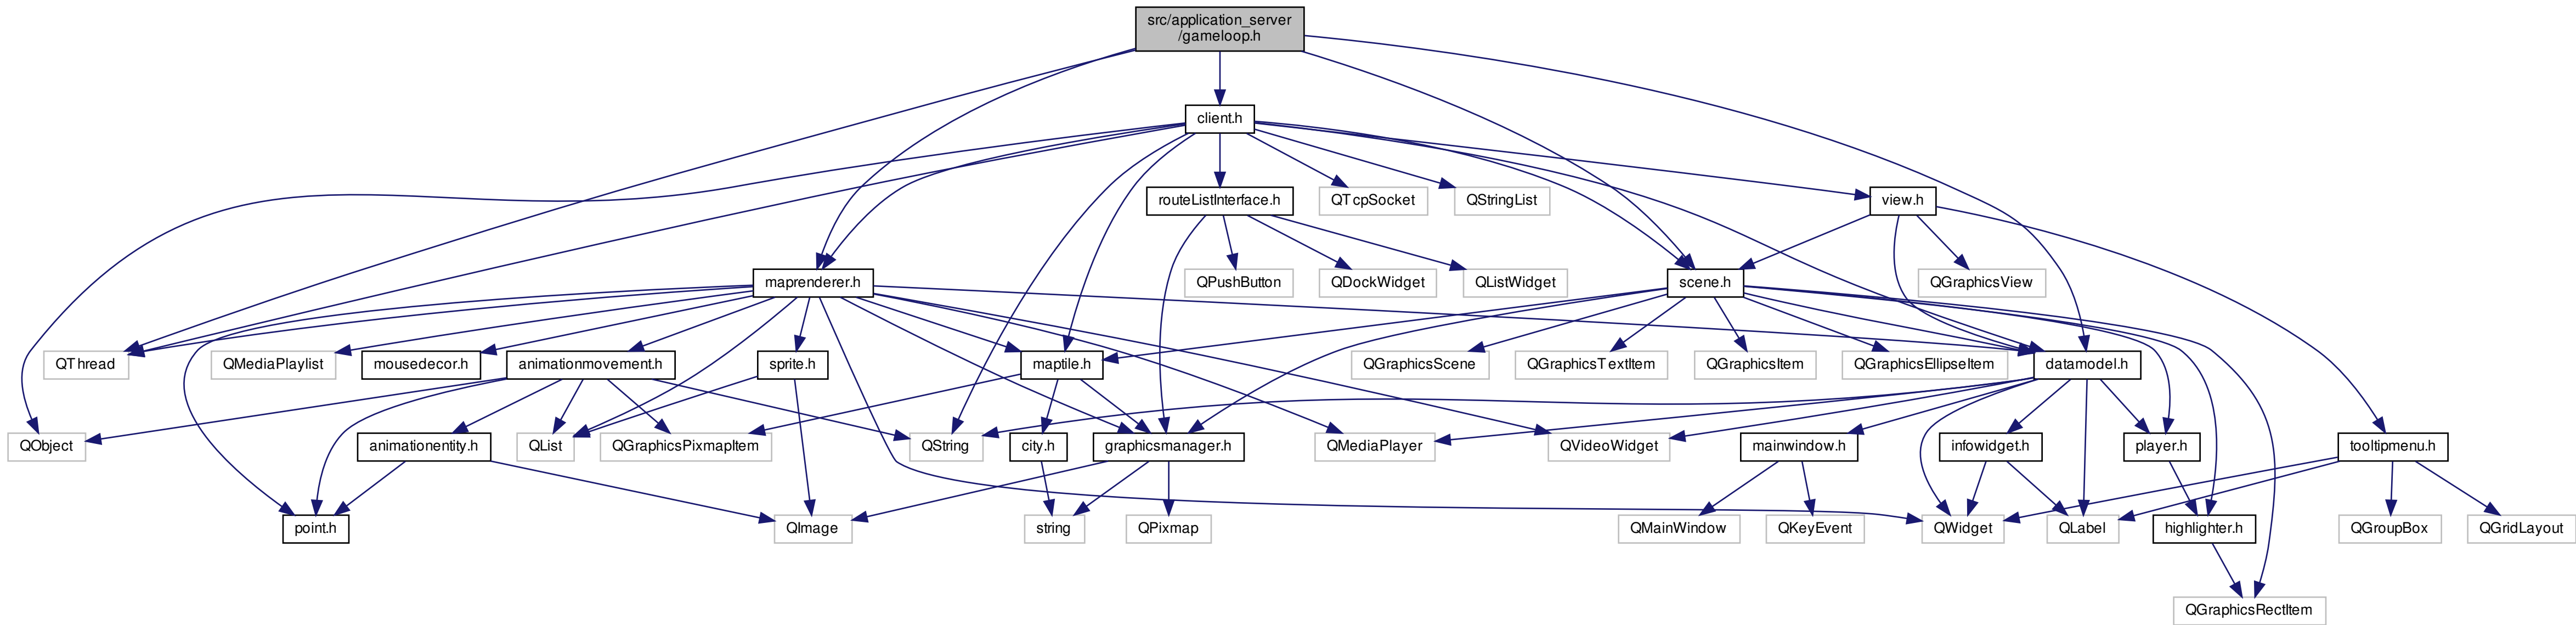 src/application_server
/gameloop.h
client.h
routeListInterface.h
QTcpSocket
QStringList
view.h
maprenderer.h
QPushButton
QDockWidget
QListWidget
scene.h
QGraphicsView
QThread
QMediaPlaylist
mousedecor.h
animationmovement.h
sprite.h
maptile.h
QGraphicsScene
QGraphicsTextItem
QGraphicsItem
QGraphicsEllipseItem
datamodel.h
QObject
animationentity.h
QList
QGraphicsPixmapItem
QString
city.h
graphicsmanager.h
QMediaPlayer
QVideoWidget
mainwindow.h
infowidget.h
player.h
tooltipmenu.h
point.h
QImage
string
QPixmap
QMainWindow
QKeyEvent
QWidget
QLabel
highlighter.h
QGroupBox
QGridLayout
QGraphicsRectItem